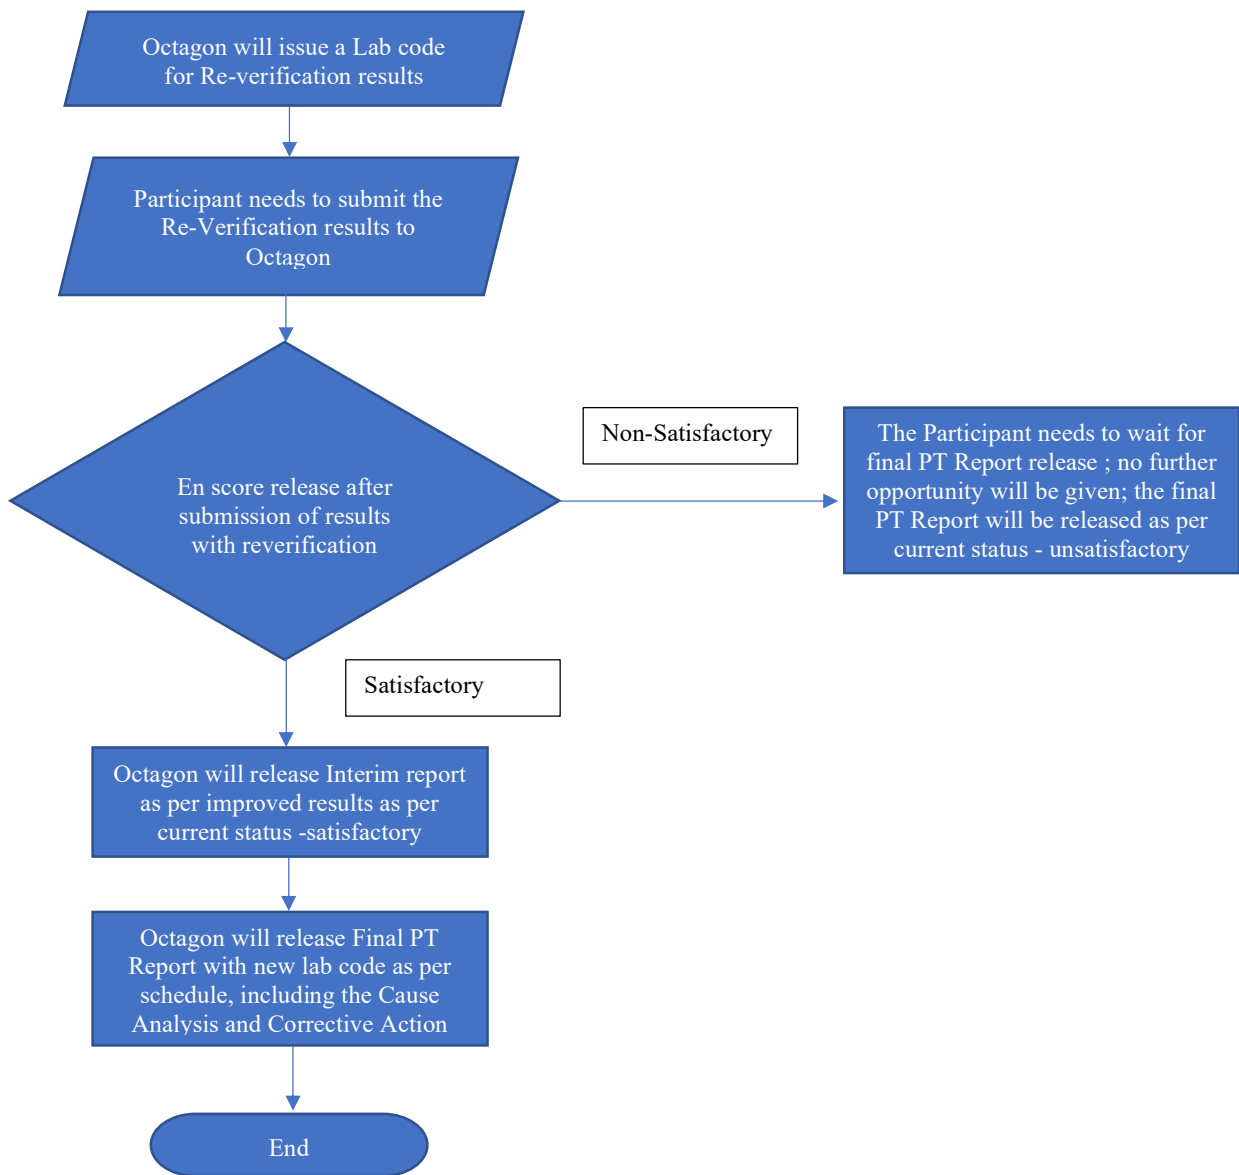 Octagon will issue a Lab code
for Re-verification results
Participant needs to submit the
Re-Verification results to
Octagon
Non-Satisfactory
The Participant needs to wait for
final PT Report release ; no further
opportunity will be given; the final
PT Report will be released as per
current status - unsatisfactory
En score release after
submission of results
with reverification
Satisfactory
Octagon will release Interim report
as per improved results as per
current status -satisfactory
Octagon will release Final PT
Report with new lab code as per
schedule, including the Cause
Analysis and Corrective Action
End